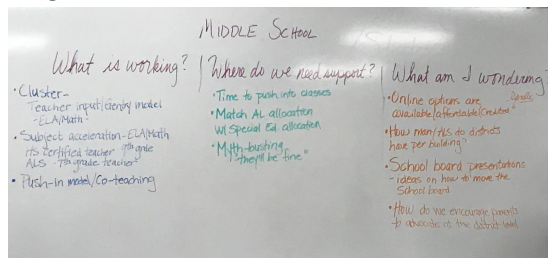 MIDDLE SCHOOL
What is working?
• Cluster-
Teacher input/identity model
-ELA/Math
• Subject acceleration-ELA/Math
HS certified teacher 7th grade
ALS - 7th grade teacher
• Push-in model/Co-teaching
Where do we need support?
• Time to push into classes
• Match AL allocation
w/ Special Ed. allocation
• Myth-busting
"they'll be fine"
What am I wondering
• Online options are
available/affordable/credited
• How many ALS do districts
have per building?
• School board presentations
- ideas on how to move the
School board
• How do we encourage parents
to advocate at the district level